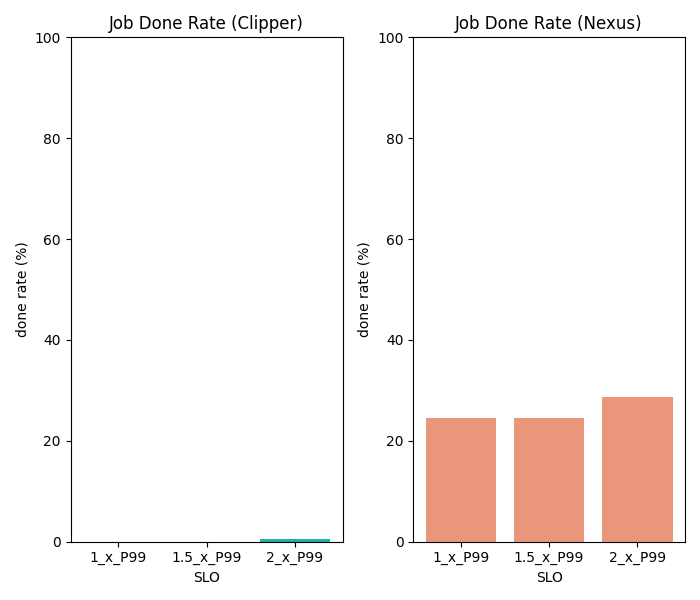 Job Done Rate (Clipper)
100
80
60
40
20
0
done rate (%)
1_x_P99
1.5_x_P99
2_x_P99
SLO
Job Done Rate (Nexus)
100
80
60
40
20
0
done rate (%)
1_x_P99
1.5_x_P99
2_x_P99
SLO